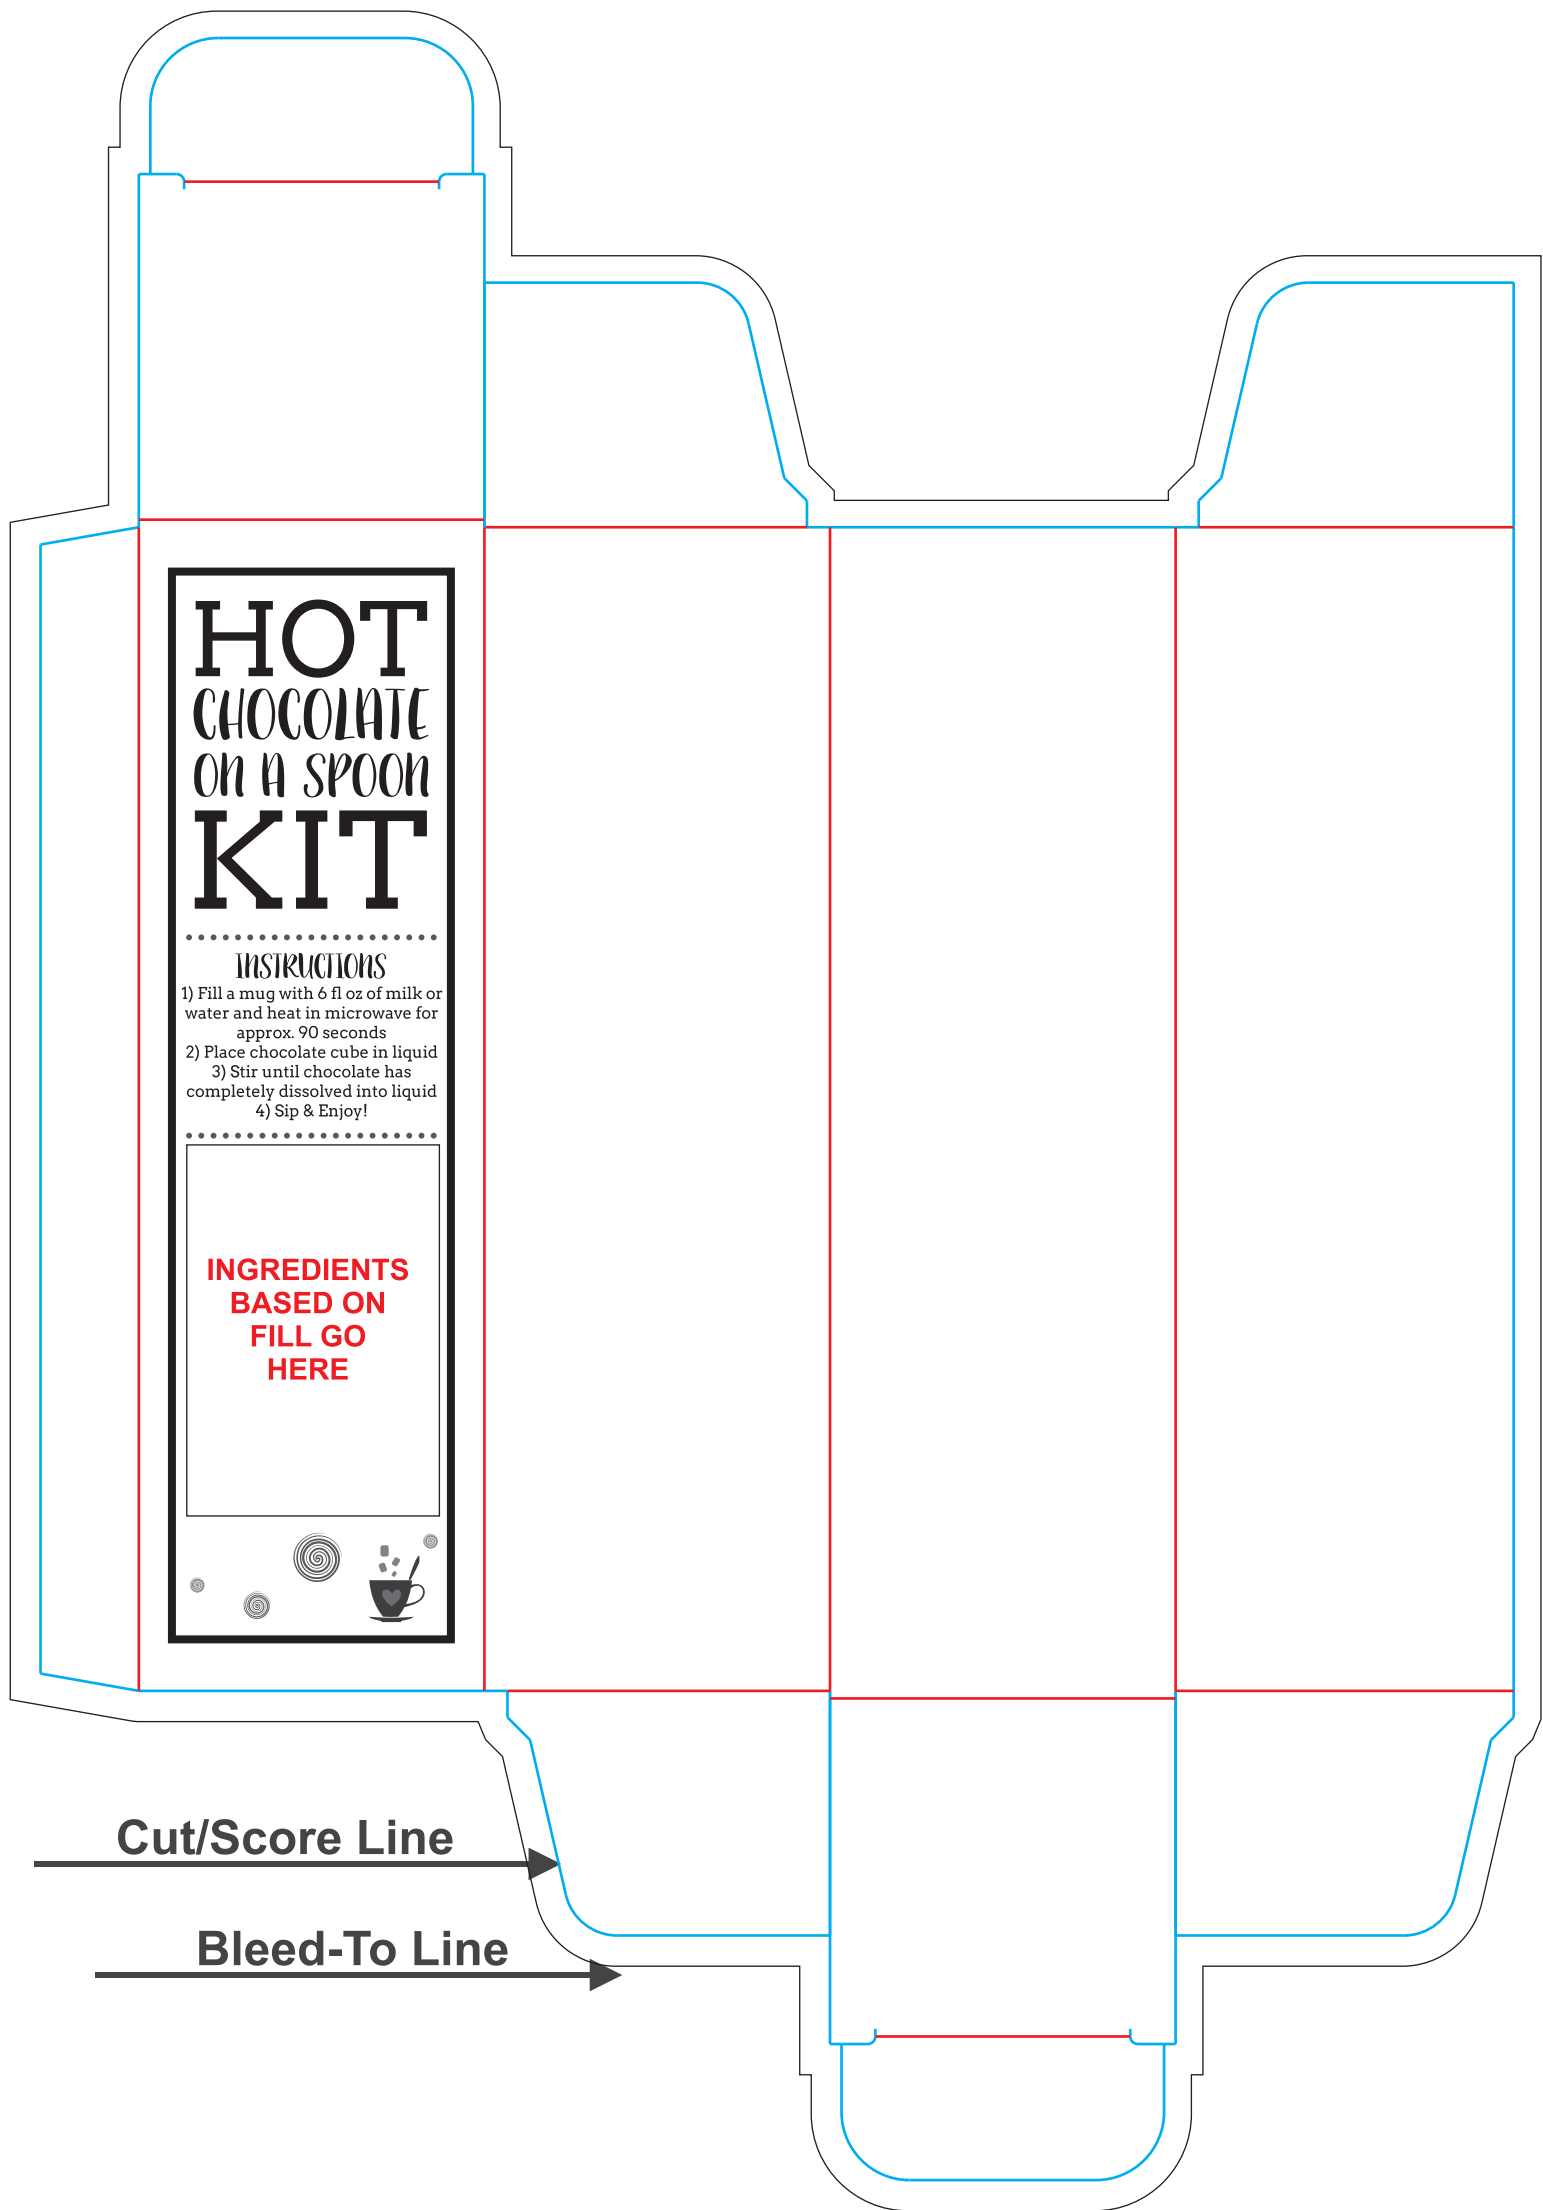 HOT
CHOCOLATE
ON A SPOON
KIT
INSTRUCTIONS
1) Fill a mug with 6 fl oz of milk or
water and heat in microwave for
approx. 90 seconds
2) Place chocolate cube in liquid
3) Stir until chocolate has
completely dissolved into liquid
4) Sip & Enjoy!
INGREDIENTS
BASED ON
FILL GO
HERE
Cut/Score Line
Bleed-To Line